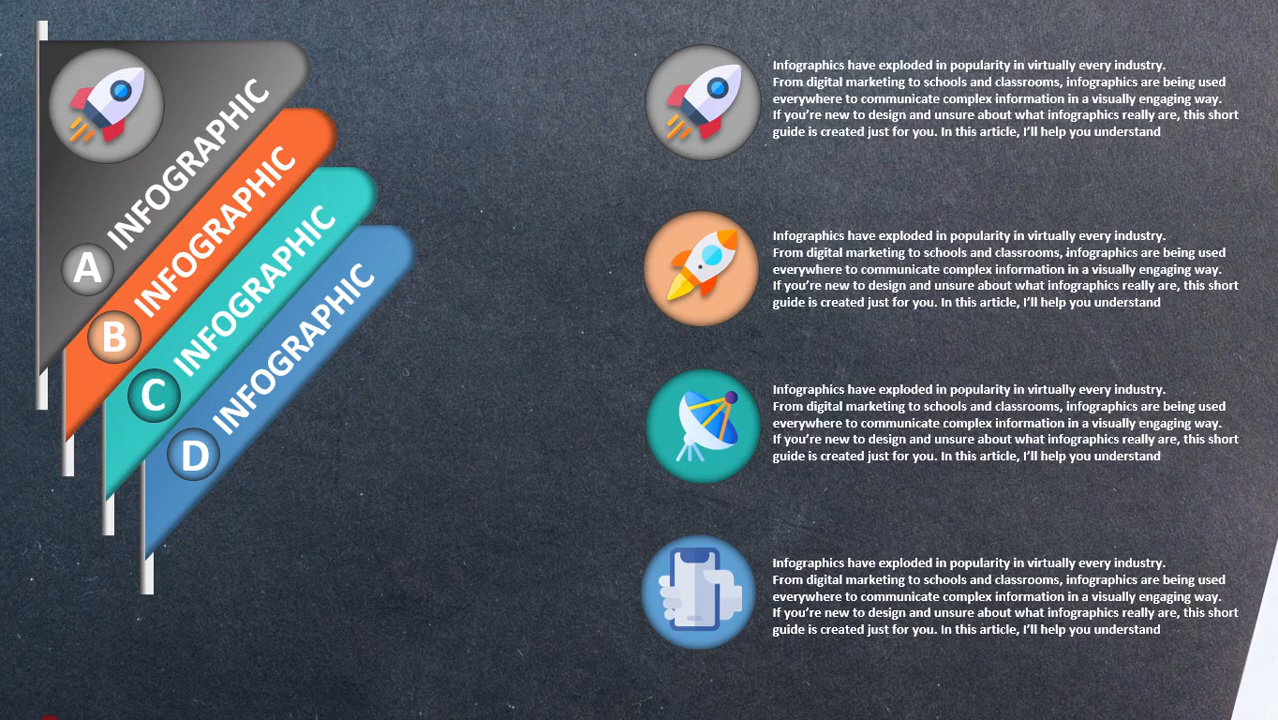 INFOGRAPHIC
A
INFOGRAPHIC
B
INFOGRAPHIC
C
INFOGRAPHIC
D
Infographics have exploded in popularity in virtually every industry.
From digital marketing to schools and classrooms, infographics are being used
everywhere to communicate complex information in a visually engaging way.
If you’re new to design and unsure about what infographics really are, this short
guide is created just for you. In this article, I’ll help you understand
Infographics have exploded in popularity in virtually every industry.
From digital marketing to schools and classrooms, infographics are being used
everywhere to communicate complex information in a visually engaging way.
If you’re new to design and unsure about what infographics really are, this short
guide is created just for you. In this article, I’ll help you understand
Infographics have exploded in popularity in virtually every industry.
From digital marketing to schools and classrooms, infographics are being used
everywhere to communicate complex information in a visually engaging way.
If you’re new to design and unsure about what infographics really are, this short
guide is created just for you. In this article, I’ll help you understand
Infographics have exploded in popularity in virtually every industry.
From digital marketing to schools and classrooms, infographics are being used
everywhere to communicate complex information in a visually engaging way.
If you’re new to design and unsure about what infographics really are, this short
guide is created just for you. In this article, I’ll help you understand